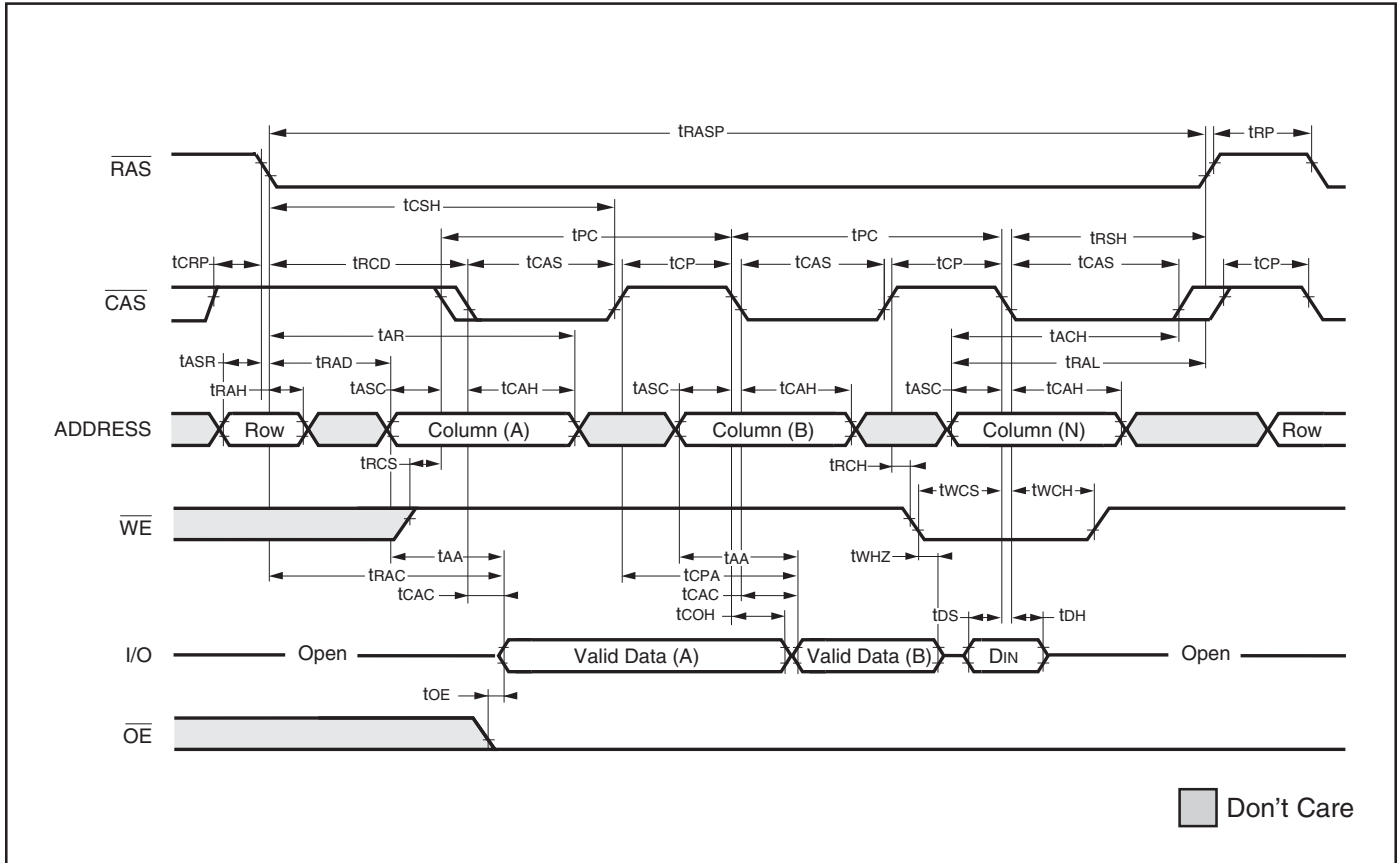 tRASP tRP
RAS
tCSH
tPC tPC tRSH
tCRP tRCD tCAS tCP tCAS tCP tCAS tCP
CAS
tAR tACH
tASR tRAD tRAL
tRAH tASC tCAH tASC tCAH tASC tCAH
ADDRESS Row Column (A) Column (B) Column (N) Row
tRCS tRCH
tWCS tWCH
WE
tAA tAA tWHZ
tRAC tCPA
tCAC tCAC
tCOH tDS tDH
I/O Open Valid Data (A) Valid Data (B) DIN Open
tOE
OE
Don't Care